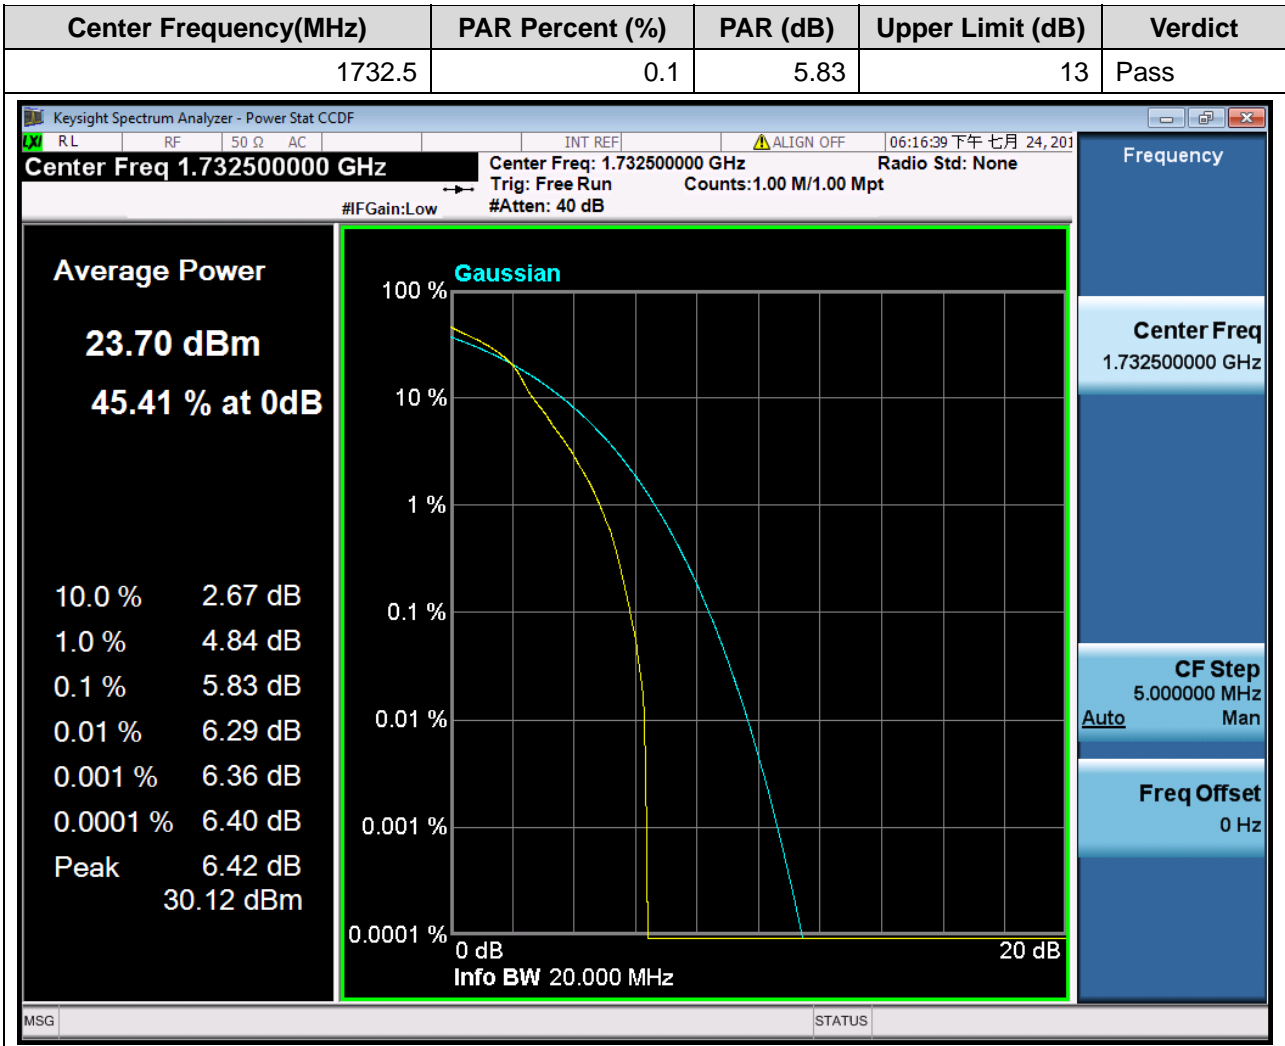 Center Frequency(MHz) PAR Percent (%) PAR (dB) Upper Limit (dB) Verdict
1732.5 0.1 5.83 13 Pass
Keysight Spectrum Analyzer - Power Stat CCDF
LXI RL RF 50 Ω AC INT REF ALIGN OFF 06:16:39 下午 七月 24, 201
Center Freq 1.732500000 GHz
Center Freq: 1.732500000 GHz Radio Std: None
Trig: Free Run Counts:1.00 M/1.00 Mpt
#IFGain:Low #Atten: 40 dB
Average Power
23.70 dBm
45.41 % at 0dB
10.0 % 2.67 dB
1.0 % 4.84 dB
0.1 % 5.83 dB
0.01 % 6.29 dB
0.001 % 6.36 dB
0.0001 % 6.40 dB
Peak 6.42 dB
30.12 dBm
Gaussian
100 %
10 %
1 %
0.1 %
0.01 %
0.001 %
0.0001 %
0 dB 20 dB
Info BW 20.000 MHz
Frequency
Center Freq
1.732500000 GHz
CF Step
5.000000 MHz
Auto Man
Freq Offset
0 Hz
MSG STATUS